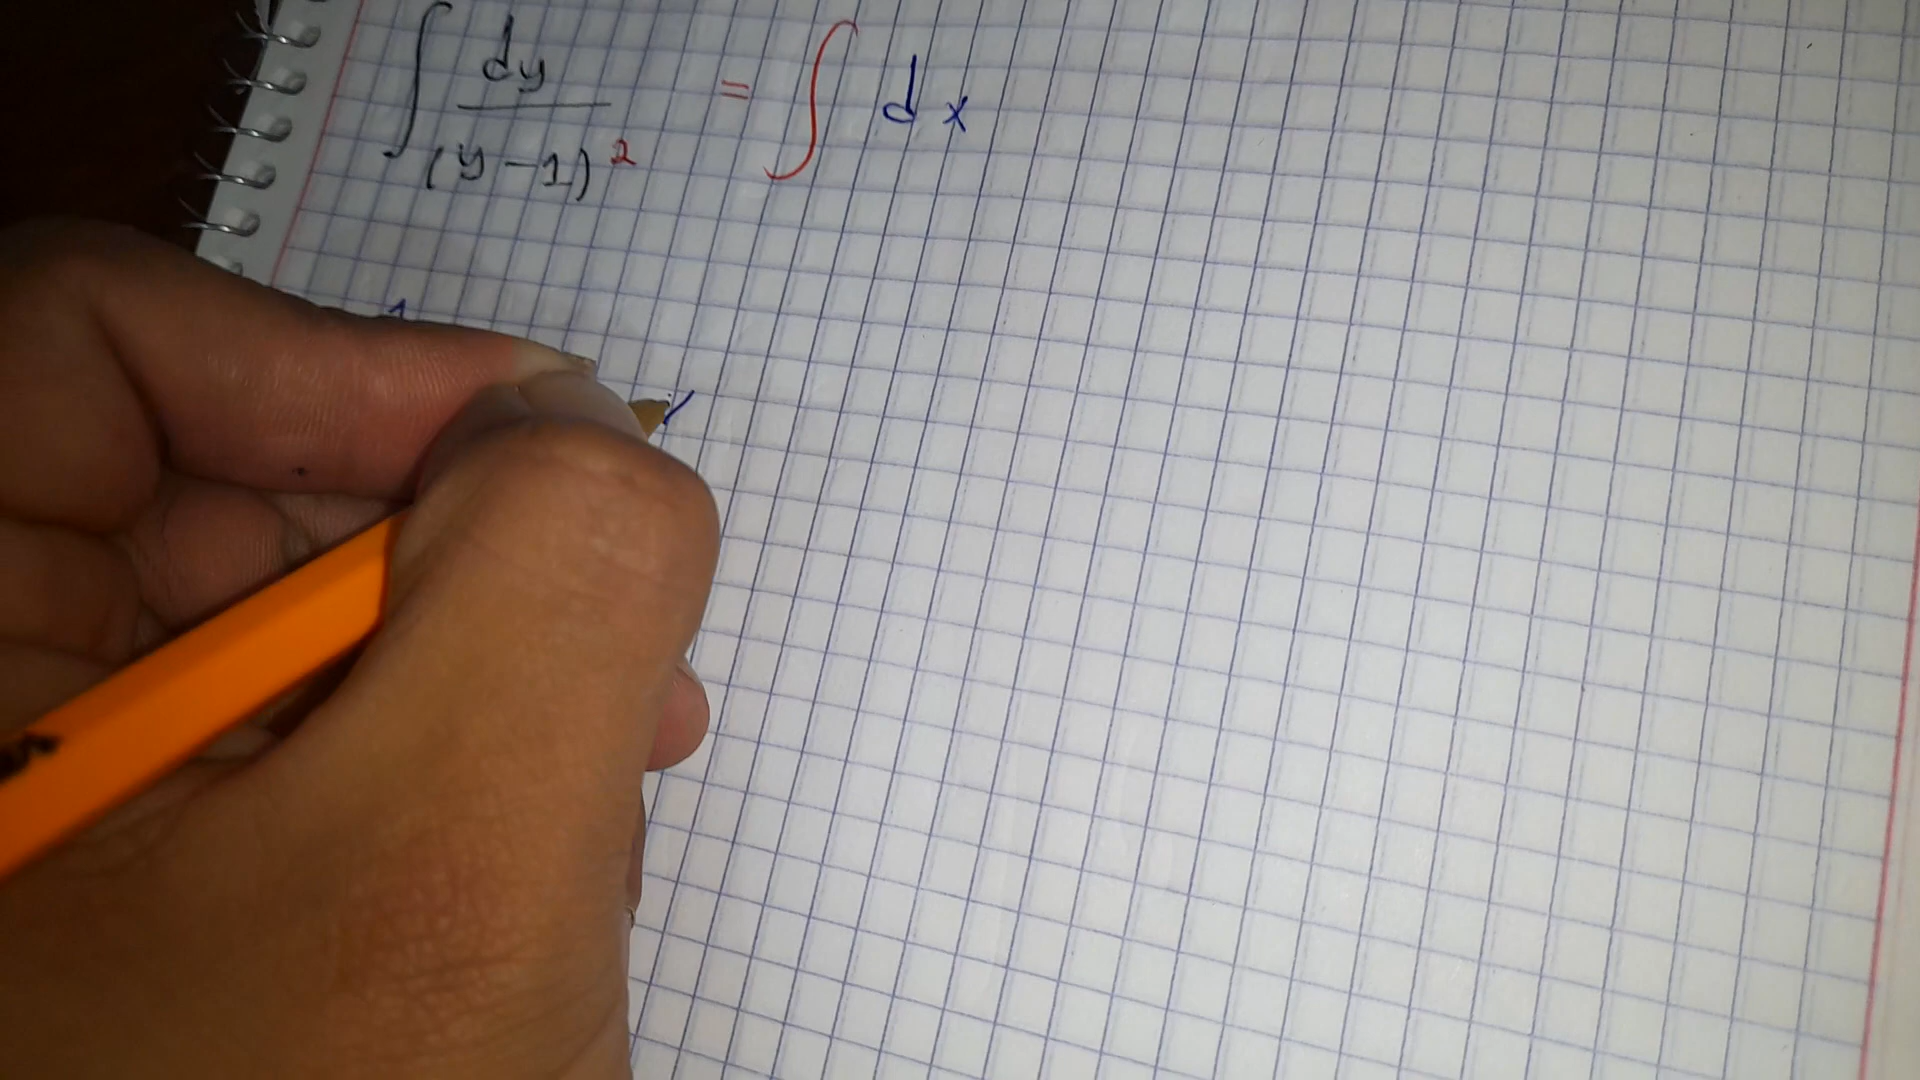 ∫ dy / (y-1)² = ∫ dx